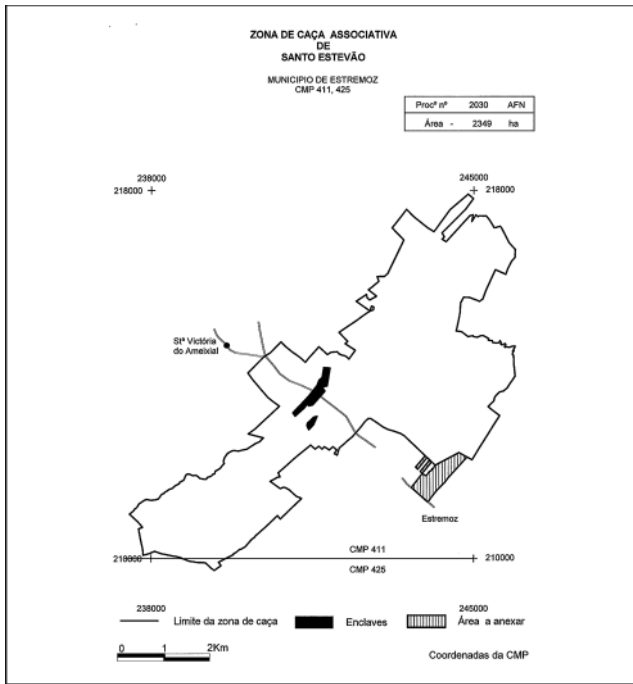 ZONA DE CAÇA ASSOCIATIVA
DE
SANTO ESTEVÃO
MUNICIPIO DE ESTREMOZ
CMP 411, 425
Procº nº 2030 AFN
Área - 2349 ha
238000
218000
245000
218000
Stª Victória
do Ameixial
Estremoz
CMP 411
210000
210000
CMP 425
238000
245000
Limite da zona de caça
Enclaves
Área a anexar
0 1 2Km
Coordenadas da CMP